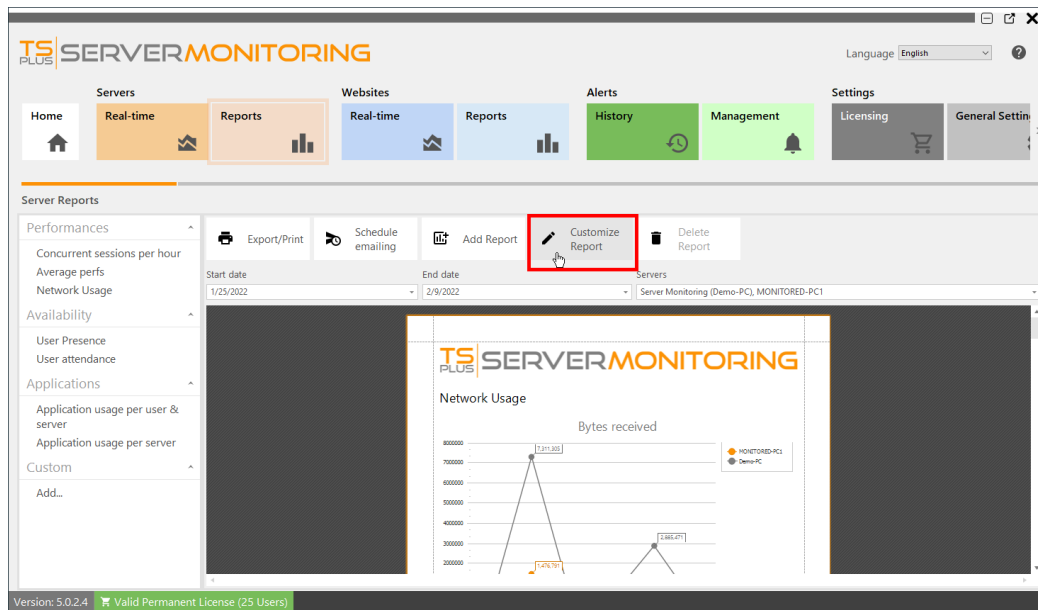 TS PLUS SERVERMONITORING
Language English
Servers
Websites
Alerts
Settings
Home
Real-time
Reports
Real-time
Reports
History
Management
Licensing
General Settin
Server Reports
Performances
Concurrent sessions per hour
Average perfs
Network Usage
Availability
User Presence
User attendance
Applications
Application usage per user &
server
Application usage per server
Custom
Add...
Export/Print
Schedule
emailing
Add Report
Customize
Report
Delete
Report
Start date
End date
Servers
1/25/2022
2/9/2022
Server Monitoring (Demo-PC), MONITORED-PC1
TS PLUS SERVERMONITORING
Network Usage
Bytes received
8000000
7000000
6000000
5000000
4000000
3000000
2000000
7,311,305
2,865,471
1,476,791
MONITORED-PC1
Demo-PC
Version: 5.0.2.4
Valid Permanent License (25 Users)